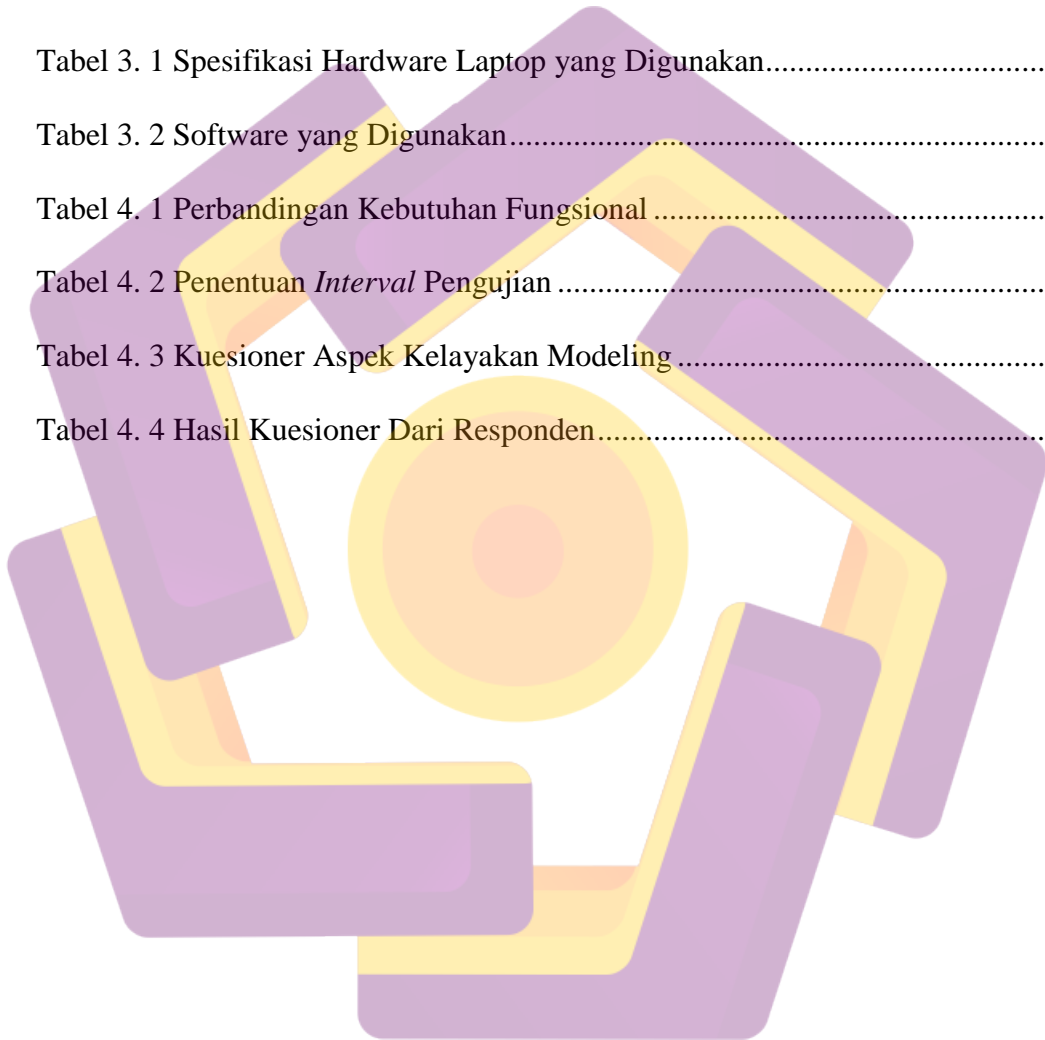 Tabel 3. 1 Spesifikasi Hardware Laptop yang Digunakan...................................
Tabel 3. 2 Software yang Digunakan...................................................................
Tabel 4. 1 Perbandingan Kebutuhan Fungsional .................................................
Tabel 4. 2 Penentuan Interval Pengujian .............................................................
Tabel 4. 3 Kuesioner Aspek Kelayakan Modeling ..............................................
Tabel 4. 4 Hasil Kuesioner Dari Responden........................................................